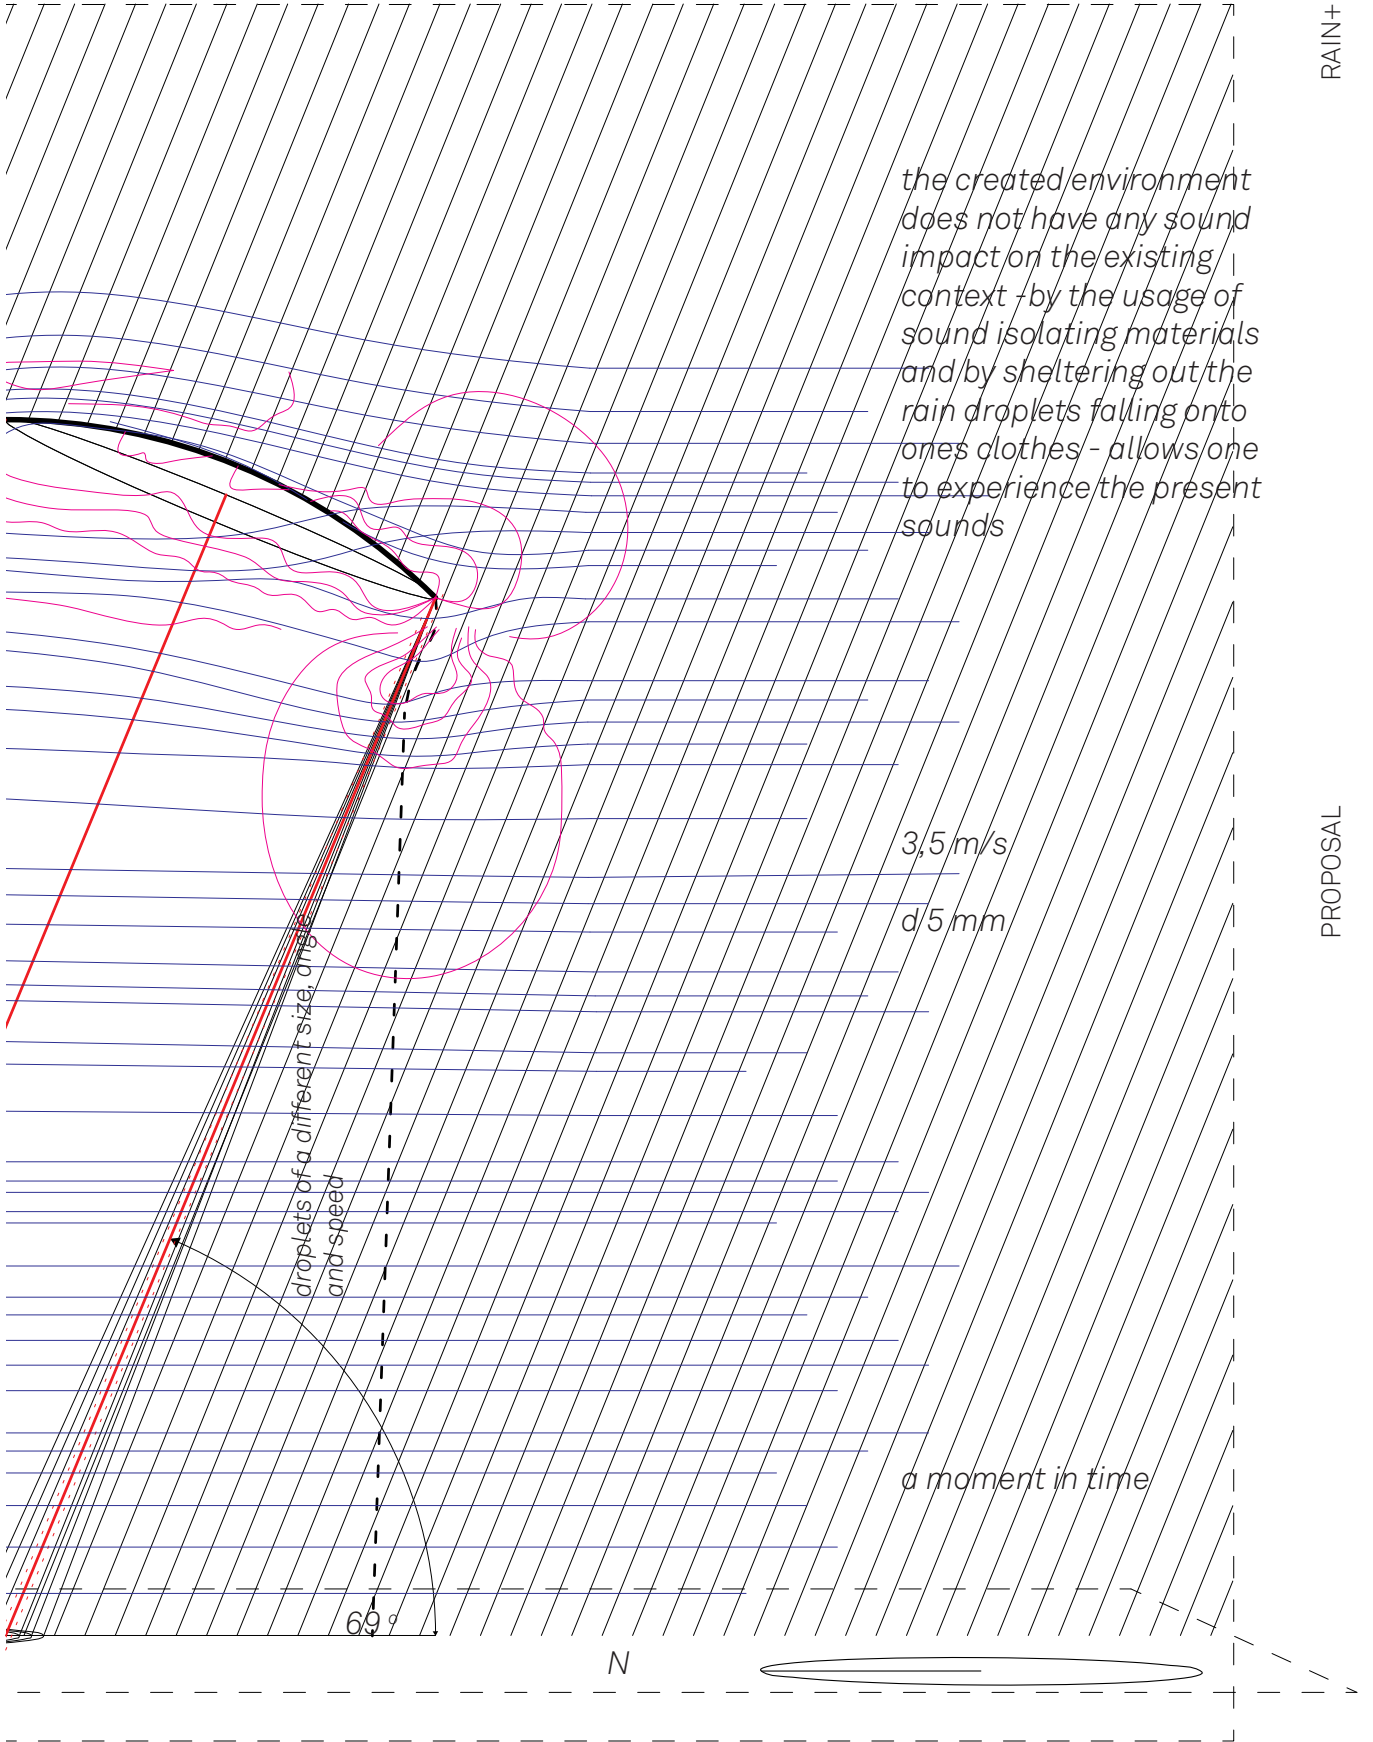 RAIN+
the created environment
does not have any sound
impact on the existing
context -by the usage of
sound isolating materials
and by sheltering out the
rain droplets falling onto
ones clothes - allows one
to experience the present
sounds
PROPOSAL
3,5 m/s
d 5 mm
droplets of a different size, angle
and speed
a moment in time
69°
N